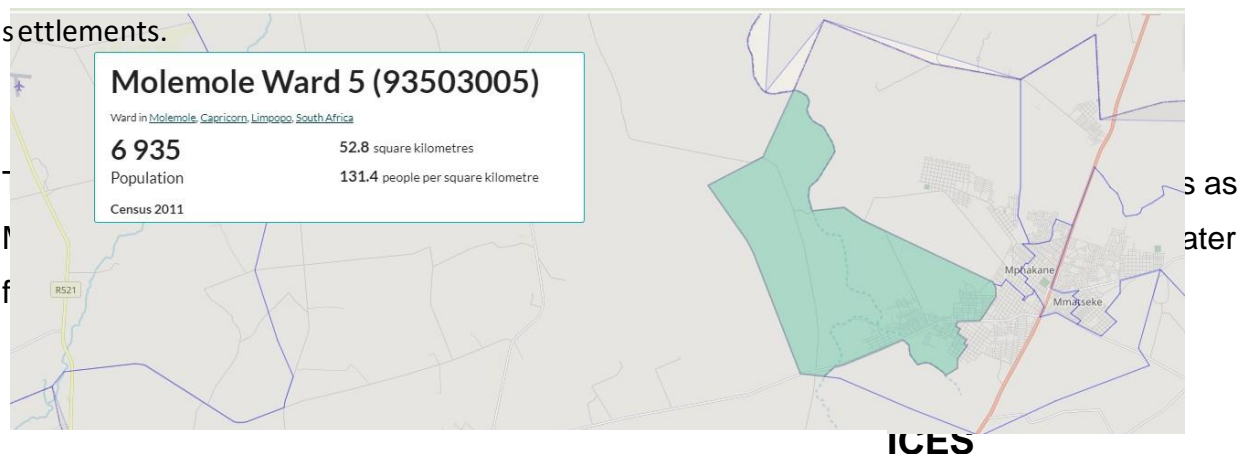 settlements.
Molemole Ward 5 (93503005)
Ward in Molemole, Capricorn, Limpopo, South Africa
6 935
52.8 square kilometres
Population
131.4 people per square kilometre
Census 2011
s as
ater
R521
Mphakane
Mmatseke
ICES